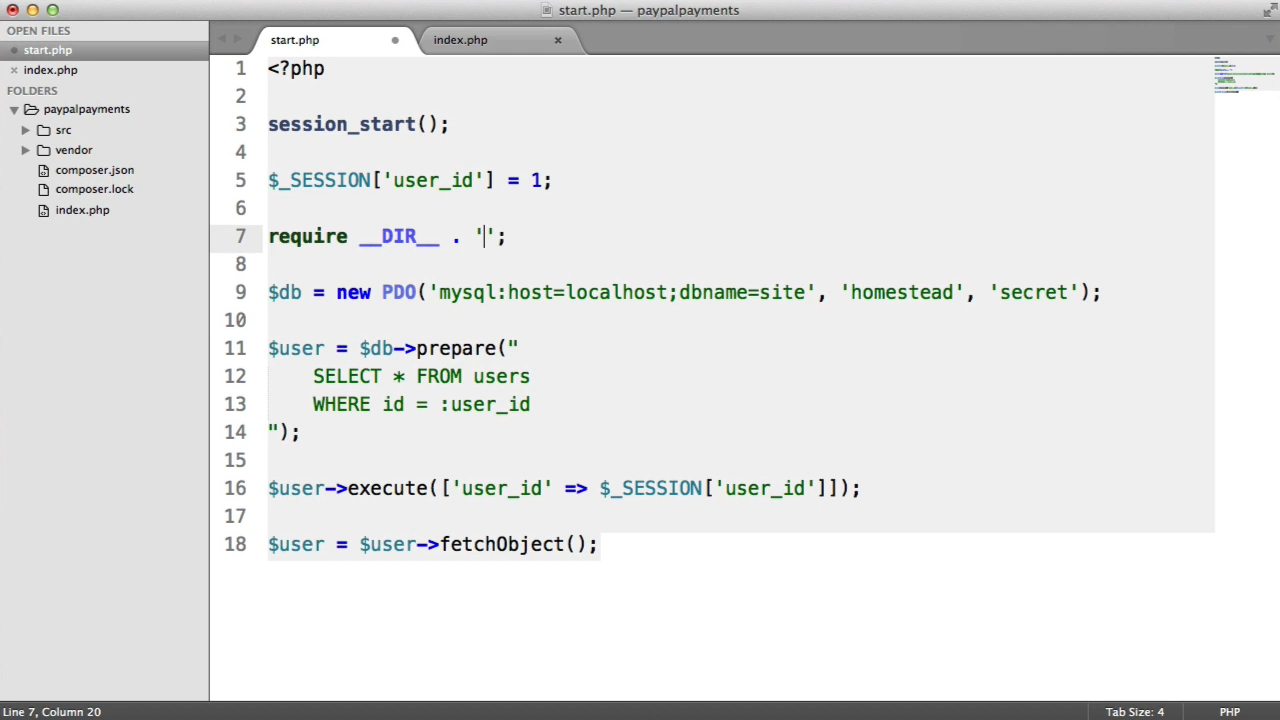 start.php — paypalpayments
OPEN FILES
start.php
index.php
FOLDERS
paypalpayments
src
vendor
composer.json
composer.lock
index.php
start.php
index.php
1 <?php
2
3 session_start();
4
5 $_SESSION['user_id'] = 1;
6
7 require __DIR__ . '';
8
9 $db = new PDO('mysql:host=localhost;dbname=site', 'homestead', 'secret');
10
11 $user = $db->prepare("
12     SELECT * FROM users
13     WHERE id = :user_id
14 ");
15
16 $user->execute(['user_id' => $_SESSION['user_id']]);
17
18 $user = $user->fetchObject();
Line 7, Column 20
Tab Size: 4
PHP